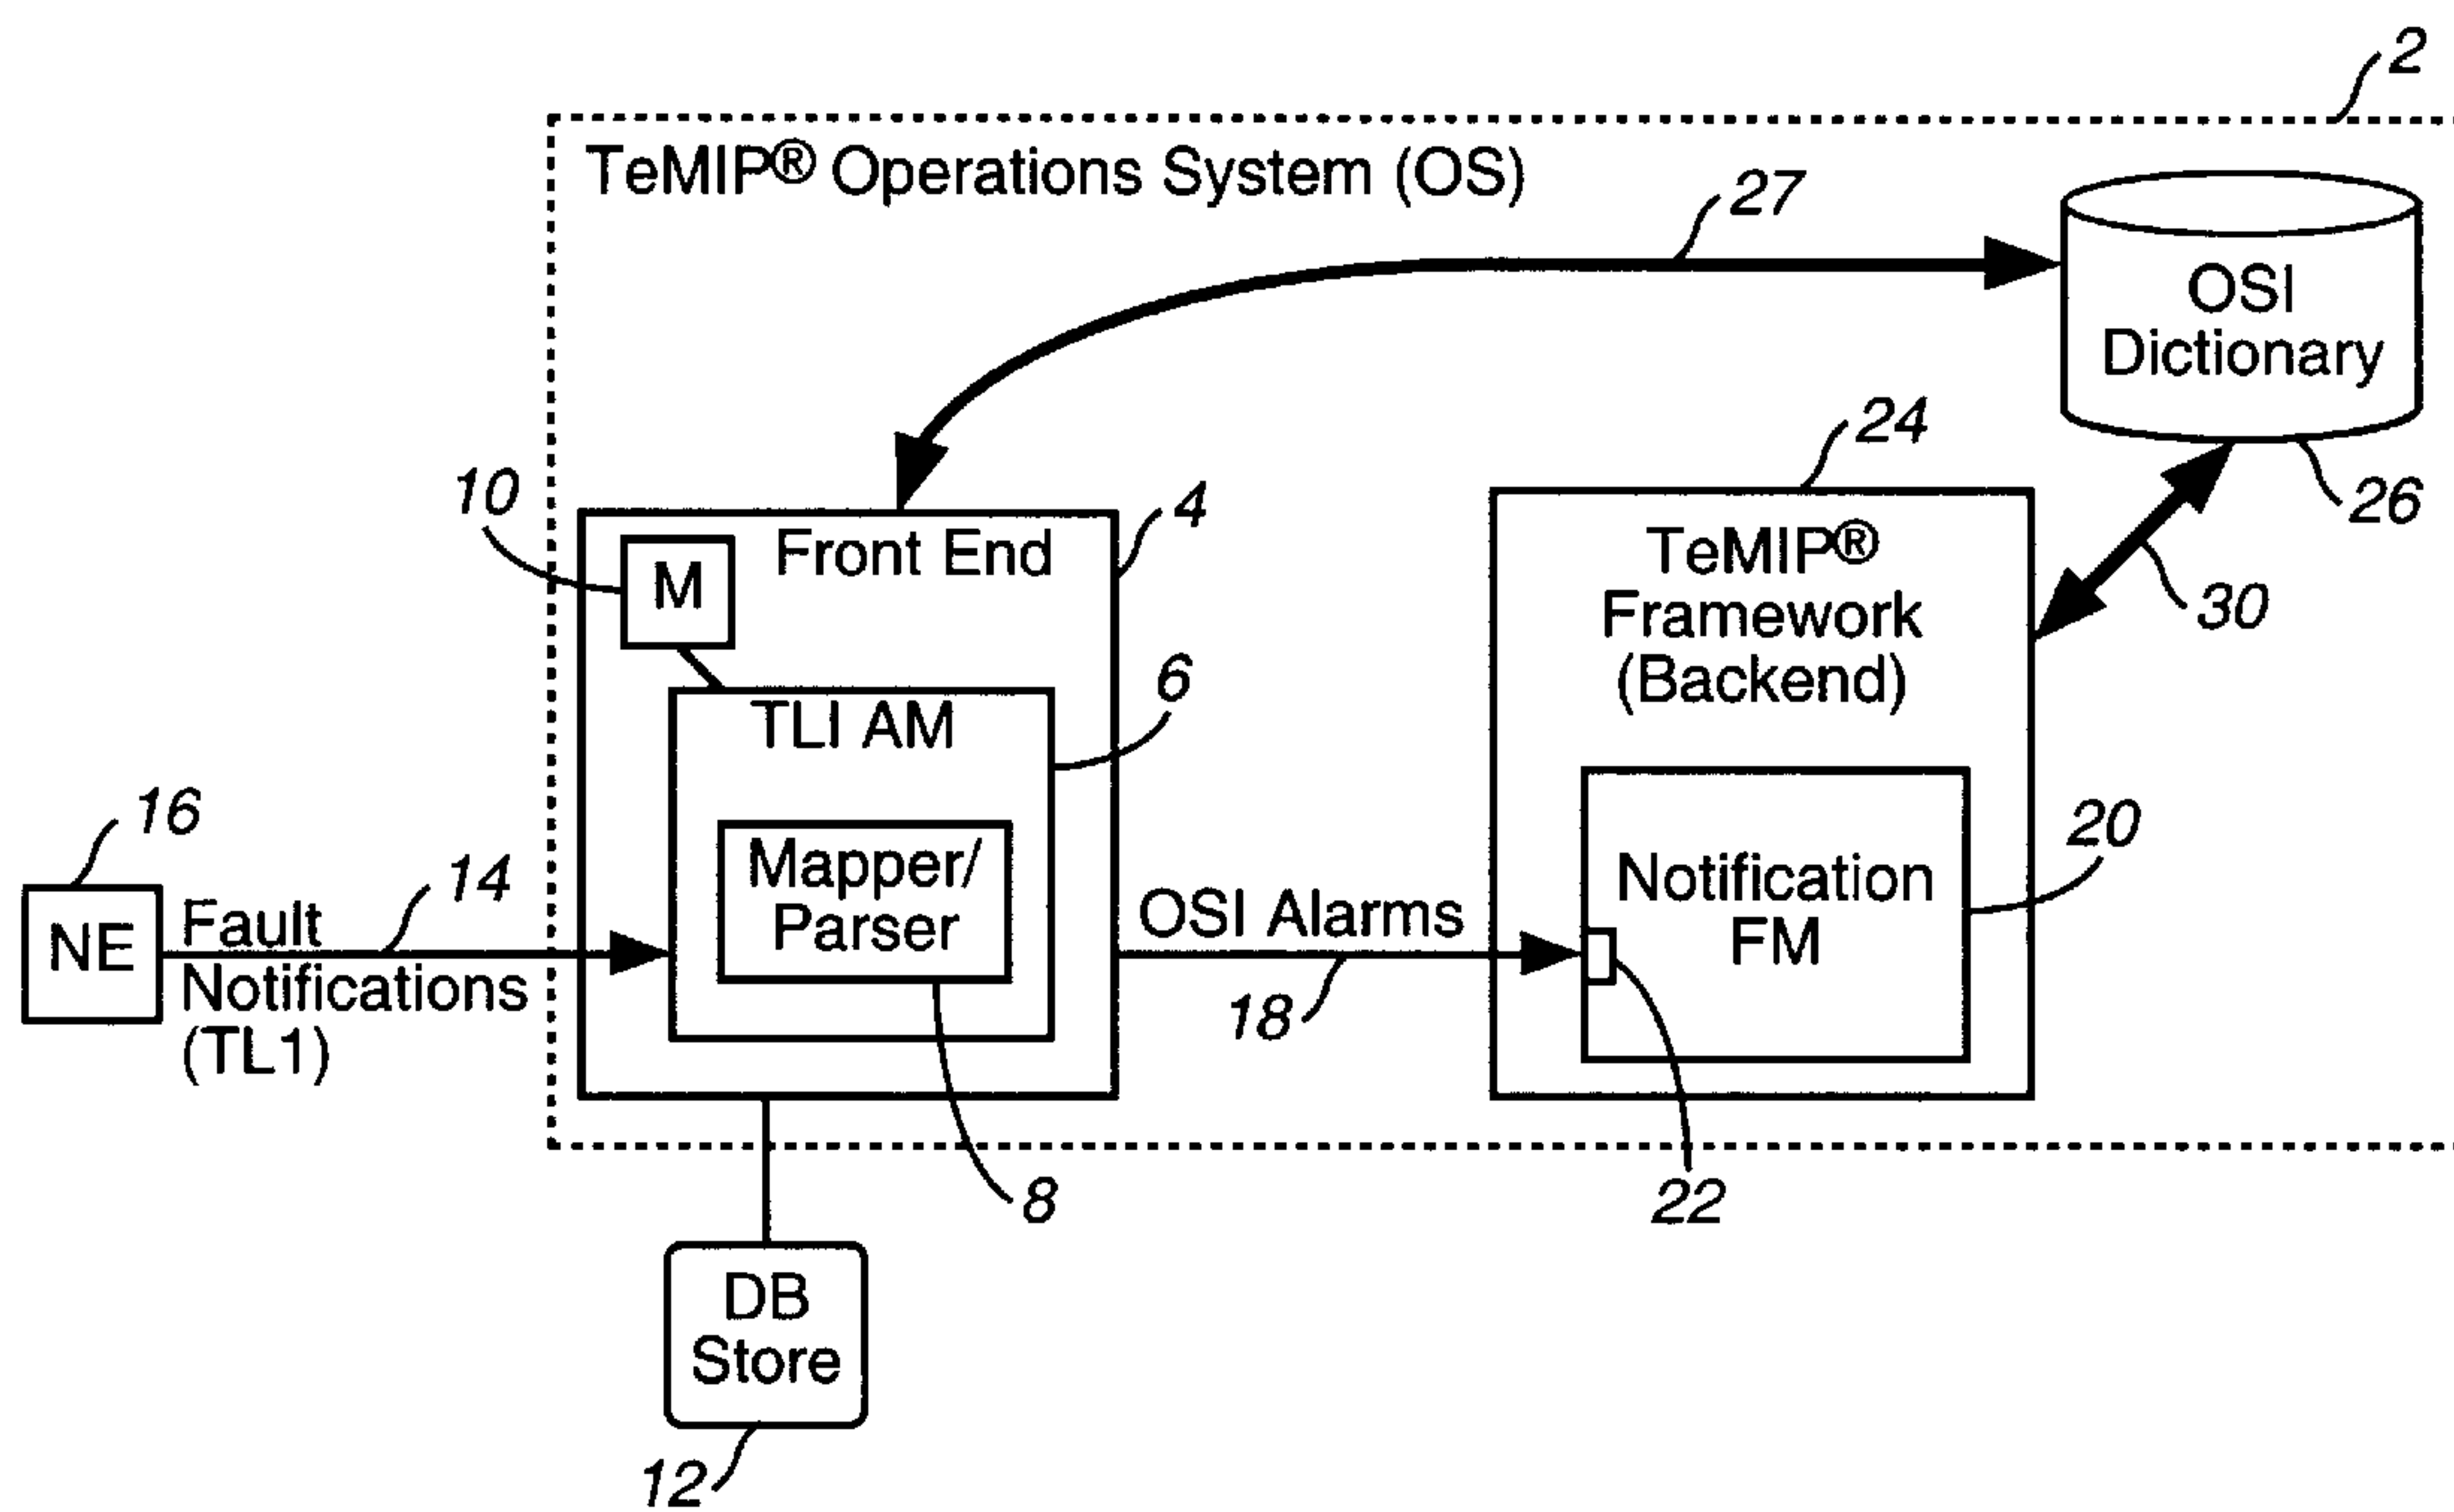 2
TeMIP® Operations System (OS)
27
OSI
Dictionary
24
26
10
4
M
Front End
TeMIP®
Framework
(Backend)
30
6
TLI AM
16
14
Mapper/
Parser
20
NE
Fault
Notifications
(TL1)
OSI Alarms
18
Notification
FM
8
22
DB
Store
12